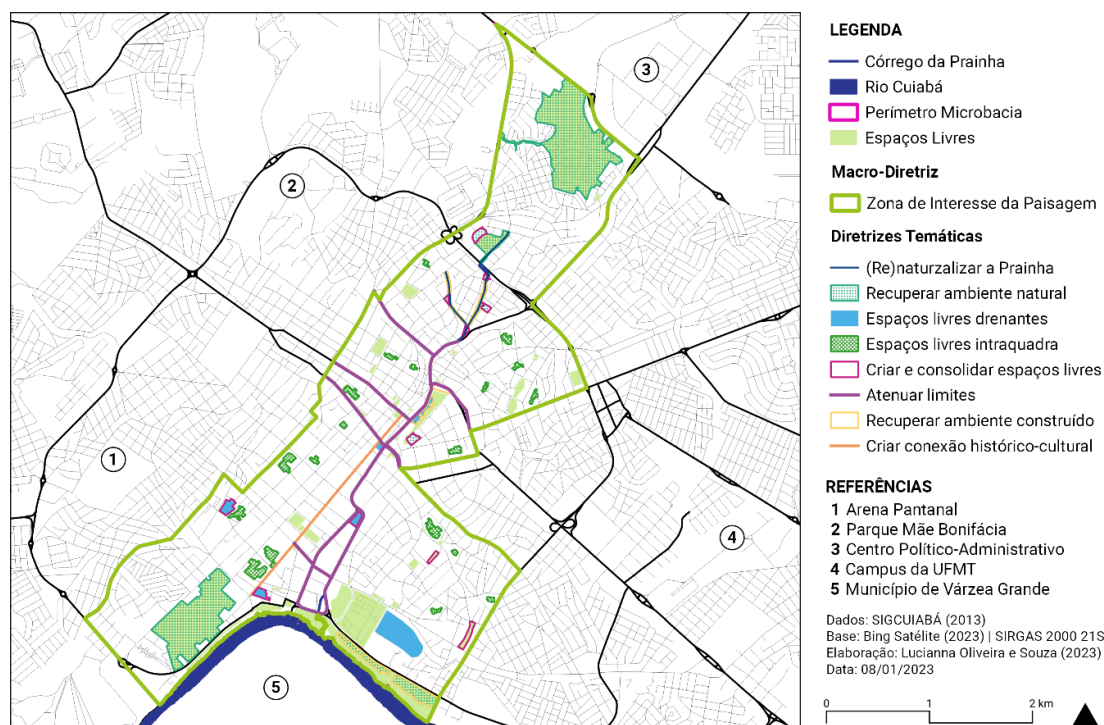 LEGENDA
Córrego da Prainha
Rio Cuiabá
Perímetro Microbacia
Espaços Livres
Macro-Diretriz
Zona de Interesse da Paisagem
Diretrizes Temáticas
(Re)naturzalizar a Prainha
Recuperar ambiente natural
Espaços livres drenantes
Espaços livres intraquadra
Criar e consolidar espaços livres
Atenuar limites
Recuperar ambiente construído
Criar conexão histórico-cultural
REFERÊNCIAS
1 Arena Pantanal
2 Parque Mãe Bonifácia
3 Centro Político-Administrativo
4 Campus da UFMT
5 Município de Várzea Grande
Dados: SIGCUIABÁ (2013)
Base: Bing Satélite (2023) | SIRGAS 2000 21S
Elaboração: Lucianna Oliveira e Souza (2023)
Data: 08/01/2023
0 1 2 km
3
2
1
4
5